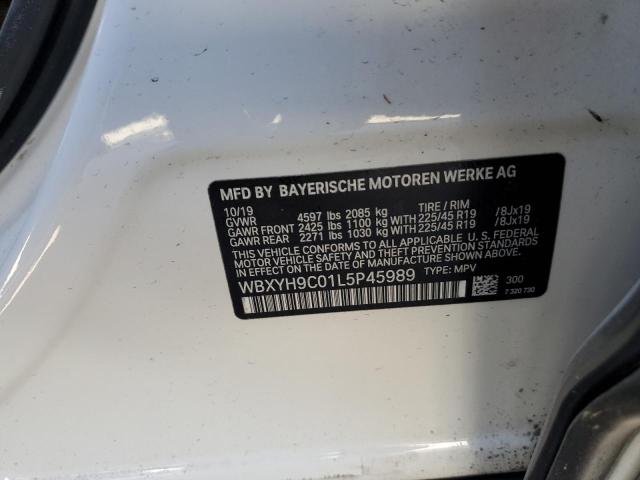 MFD BY BAYERISCHE MOTOREN WERKE AG
10/19 TIRE / RIM
GVWR 4597 lbs 2085 kg
GAWR FRONT 2425 lbs 1100 kg WITH 225/45 R19 /8Jx19
GAWR REAR 2271 lbs 1030 kg WITH 225/45 R19 /8Jx19
THIS VEHICLE CONFORMS TO ALL APPLICABLE U.S. FEDERAL
MOTOR VEHICLE SAFETY, BUMPER, AND THEFT PREVENTION
STANDARDS IN EFFECT ON THE DATE OF MANUFACTURE SHOWN ABOVE.
WBXYH9C01L5P45989 TYPE: MPV
300
7 320 730